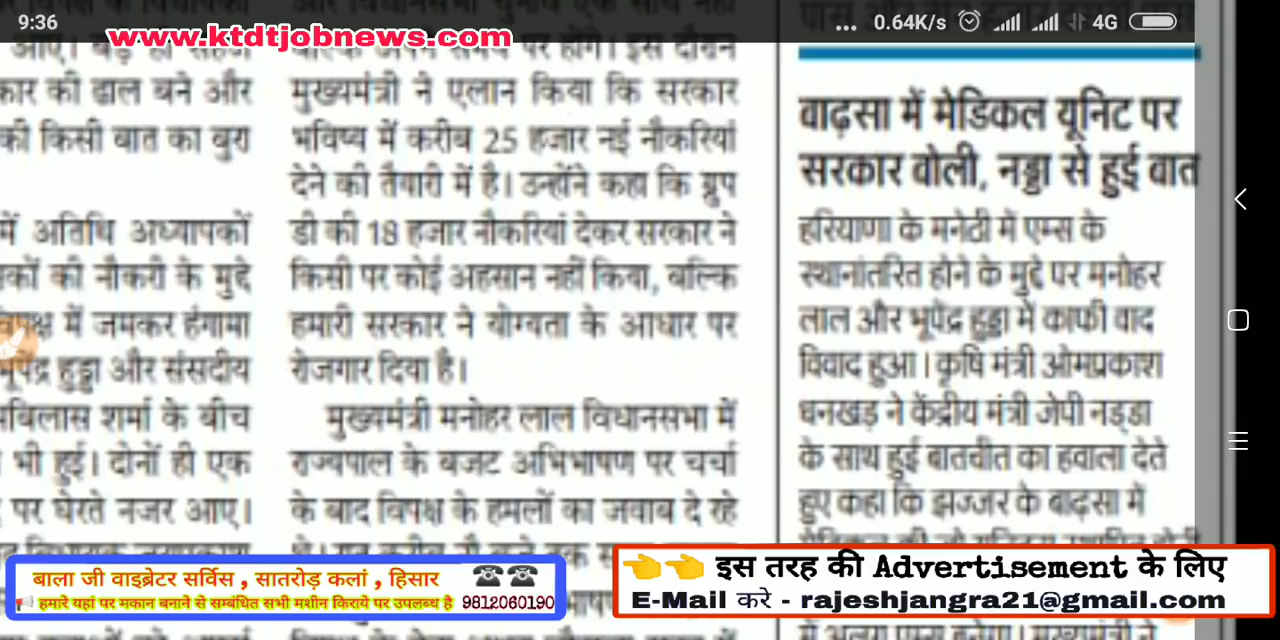 9:36
... 0.64K/s 4G
www.ktdtjobnews.com
कार की ढाल बने और
की किसी बात का बुरा
में अतिथि अध्यापकों
कों की नौकरी के मुद्दे
में जमकर हंगामा
भूपेंद्र हुड्डा और संसदीय
मबिलास शर्मा के बीच
भी हुई। दोनों ही एक
पर घेरते नजर आए।
पर होंगे। इस दौरान
मुख्यमंत्री ने एलान किया कि सरकार
भविष्य में करीब 25 हजार नई नौकरियां
देने की तैयारी में है। उन्होंने कहा कि ग्रुप
डी की 18 हजार नौकरियां देकर सरकार ने
किसी पर कोई अहसान नहीं किया, बल्कि
हमारी सरकार ने योग्यता के आधार पर
रोजगार दिया है।
मुख्यमंत्री मनोहर लाल विधानसभा में
राज्यपाल के बजट अभिभाषण पर चर्चा
के बाद विपक्ष के हमलों का जवाब दे रहे
वाढ़सा में मेडिकल यूनिट पर
सरकार वोली, नड्डा से हुई वात
हरियाणा के मनेठी में एम्स के
स्थानांतरित होने के मुद्दे पर मनोहर
लाल और भूपेंद्र हुड्डा में काफी वाद
विवाद हुआ। कृषि मंत्री ओमप्रकाश
धनखड़ ने केंद्रीय मंत्री जेपी नड्डा
के साथ हुई बातचीत का हवाला देते
हुए कहा कि झज्जर के बाढ़सा में
बाला जी वाइब्रेटर सर्विस , सातरोड़ कलां , हिसार
हमारे यहां पर मकान बनाने से सम्बंधित सभी मशीन किराये पर उपलब्ध है 9812060190
इस तरह की Advertisement के लिए
E-Mail करे - rajeshjangra21@gmail.com